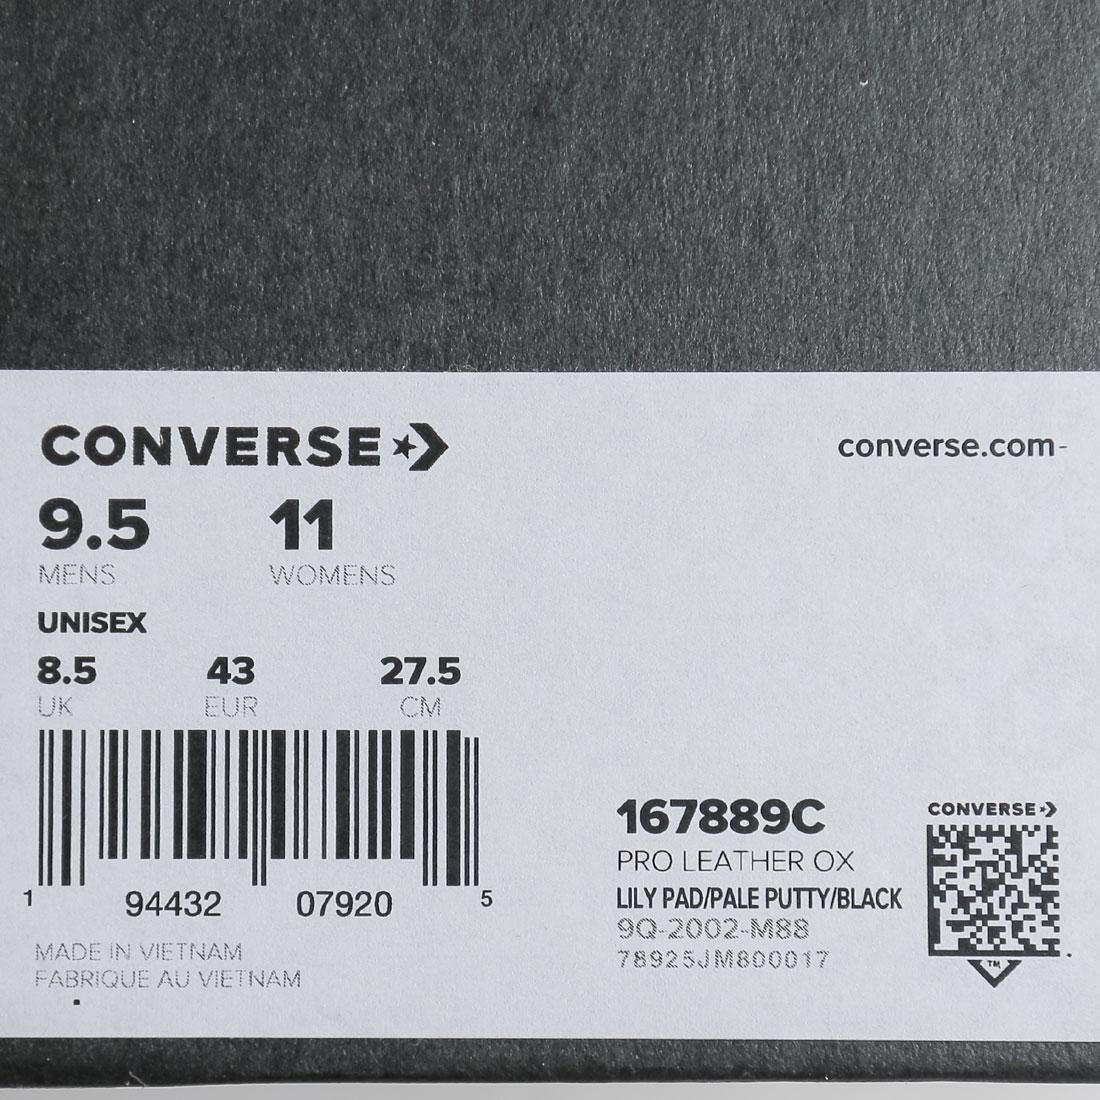 CONVERSE
converse.com-
9.5 11
MENS WOMENS
UNISEX
8.5 43 27.5
UK EUR CM
1 94432 07920 5
MADE IN VIETNAM
FABRIQUE AU VIETNAM
167889C
PRO LEATHER OX
LILY PAD/PALE PUTTY/BLACK
9Q-2002-M88
78925JM800017
CONVERSE
TM